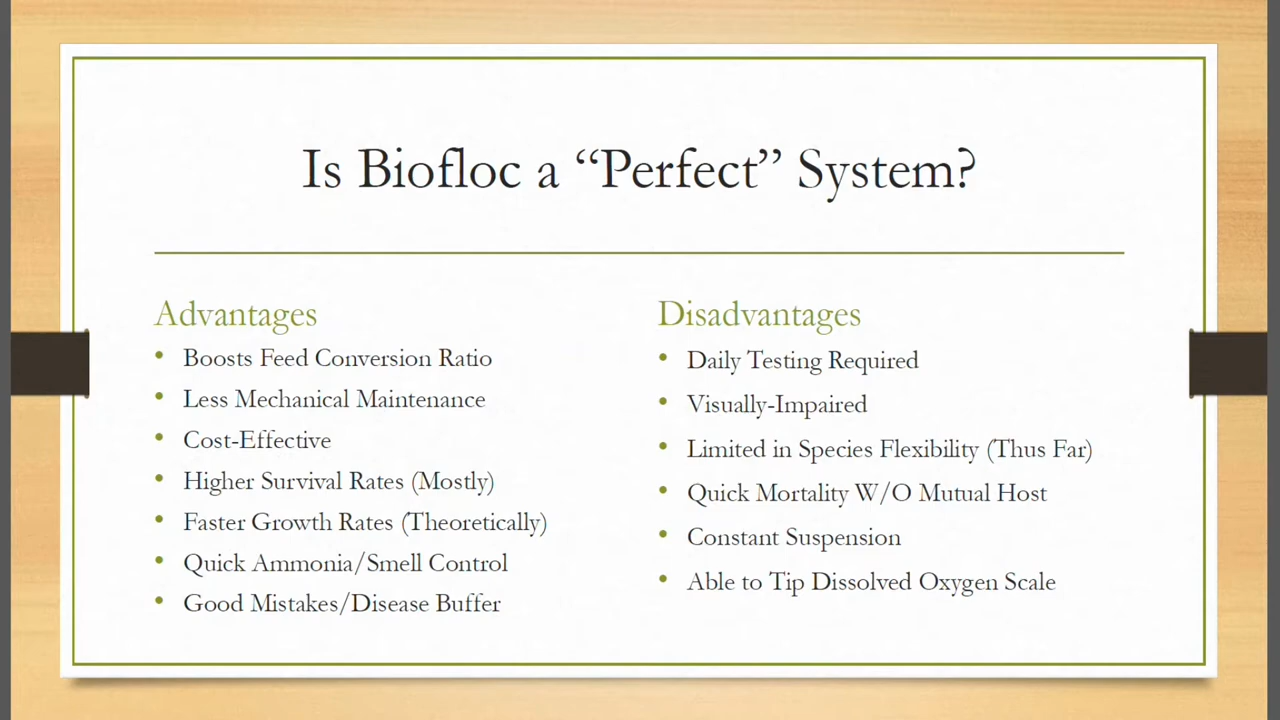 Is Biofloc a “Perfect” System?
Advantages
• Boosts Feed Conversion Ratio
• Less Mechanical Maintenance
• Cost-Effective
• Higher Survival Rates (Mostly)
• Faster Growth Rates (Theoretically)
• Quick Ammonia/Smell Control
• Good Mistakes/Disease Buffer
Disadvantages
• Daily Testing Required
• Visually-Impaired
• Limited in Species Flexibility (Thus Far)
• Quick Mortality W/O Mutual Host
• Constant Suspension
• Able to Tip Dissolved Oxygen Scale